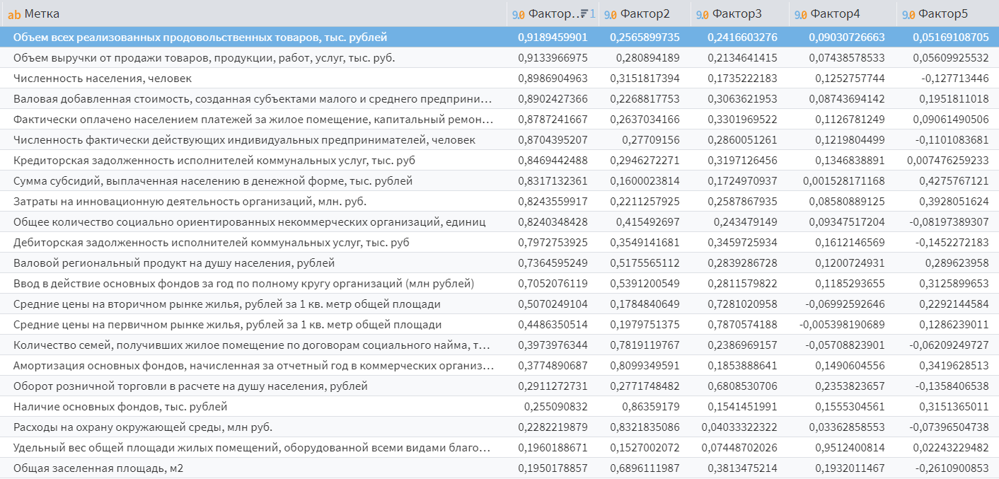 ab Метка 9.0 Фактор.. 1 9.0 Фактор2 9.0 Фактор3 9.0 Фактор4 9.0 Фактор5
Объем всех реализованных продовольственных товаров, тыс. рублей 0,9189459901 0,2565899735 0,2416603276 0,09030726663 0,05169108705
Объем выручки от продажи товаров, продукции, работ, услуг, тыс. руб. 0,9133966975 0,280894189 0,2134641415 0,07438578533 0,05609925532
Численность населения, человек 0,8986904963 0,3151817394 0,1735222183 0,1252757744 -0,127713446
Валовая добавленная стоимость, созданная субъектами малого и среднего предприни... 0,8902427366 0,2268817753 0,3063621953 0,08743694142 0,1951811018
Фактически оплачено населением платежей за жилое помещение, капитальный ремон... 0,8787241667 0,2637034166 0,3301969522 0,1126781249 0,09061490506
Численность фактически действующих индивидуальных предпринимателей, человек 0,8704395207 0,27709156 0,2860051261 0,1219804499 -0,1101083681
Кредиторская задолженность исполнителей коммунальных услуг, тыс. руб 0,8469442488 0,2946272271 0,3197126456 0,1346838891 0,007476259233
Сумма субсидий, выплаченная населению в денежной форме, тыс. рублей 0,8317132361 0,1600023814 0,1724970937 0,001528171168 0,4275767121
Затраты на инновационную деятельность организаций, млн. руб. 0,8243559917 0,2211257925 0,2587867935 0,08580889125 0,3928051624
Общее количество социально ориентированных некоммерческих организаций, единиц 0,8240348428 0,415492697 0,243479149 0,09347517204 -0,08197389307
Дебиторская задолженность исполнителей коммунальных услуг, тыс. руб 0,7972753925 0,3549141681 0,3459725934 0,1612146569 -0,1452272183
Валовой региональный продукт на душу населения, рублей 0,7364595249 0,5175565112 0,2839286728 0,1200724931 0,289623958
Ввод в действие основных фондов за год по полному кругу организаций (млн рублей) 0,7052076119 0,5391200549 0,2811579822 0,1185293655 0,3125899653
Средние цены на вторичном рынке жилья, рублей за 1 кв. метр общей площади 0,5070249104 0,1784840649 0,7281020958 -0,06992592646 0,2292144584
Средние цены на первичном рынке жилья, рублей за 1 кв. метр общей площади 0,4486350514 0,1979751375 0,7870574188 -0,005398190689 0,1286239011
Количество семей, получивших жилое помещение по договорам социального найма, т... 0,3973976344 0,7819119767 0,2386969157 -0,05708823901 -0,06209249727
Амортизация основных фондов, начисленная за отчетный год в коммерческих организ... 0,3774890687 0,8099349591 0,1853888641 0,1490604556 0,3419628513
Оборот розничной торговли в расчете на душу населения, рублей 0,2911272731 0,2771748482 0,6808530706 0,2353823657 -0,1358406538
Наличие основных фондов, тыс. рублей 0,255090832 0,86359179 0,1541451991 0,1555304561 0,3151365011
Расходы на охрану окружающей среды, млн руб. 0,2282219879 0,8321835086 0,04033322322 0,03362858553 -0,07396504738
Удельный вес общей площади жилых помещений, оборудованной всеми видами благо... 0,1960188671 0,1527002072 0,07448702026 0,9512400814 0,02243229482
Общая заселенная площадь, м2 0,1950178857 0,6896111987 0,3813475214 0,1932011467 -0,2610900853